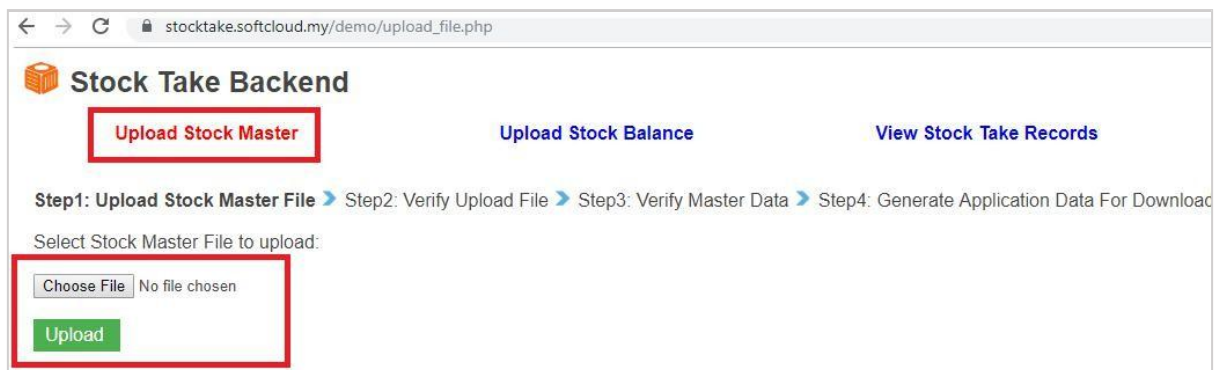 stocktake.softcloud.my/demo/upload_file.php
Stock Take Backend
Upload Stock Master Upload Stock Balance View Stock Take Records
Step1: Upload Stock Master File Step2: Verify Upload File Step3: Verify Master Data Step4: Generate Application Data For Download
Select Stock Master File to upload:
Choose File No file chosen
Upload